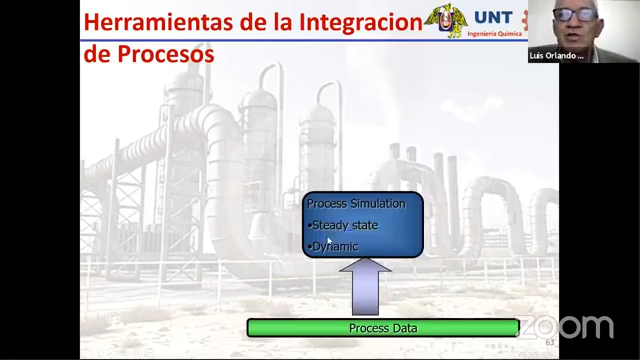 Herramientas de la Integracion
de Procesos
UNT
Ingeniería Química
Luis Orlando ...
Process Simulation
•Steady state
•Dynamic
Process Data
zoom
63